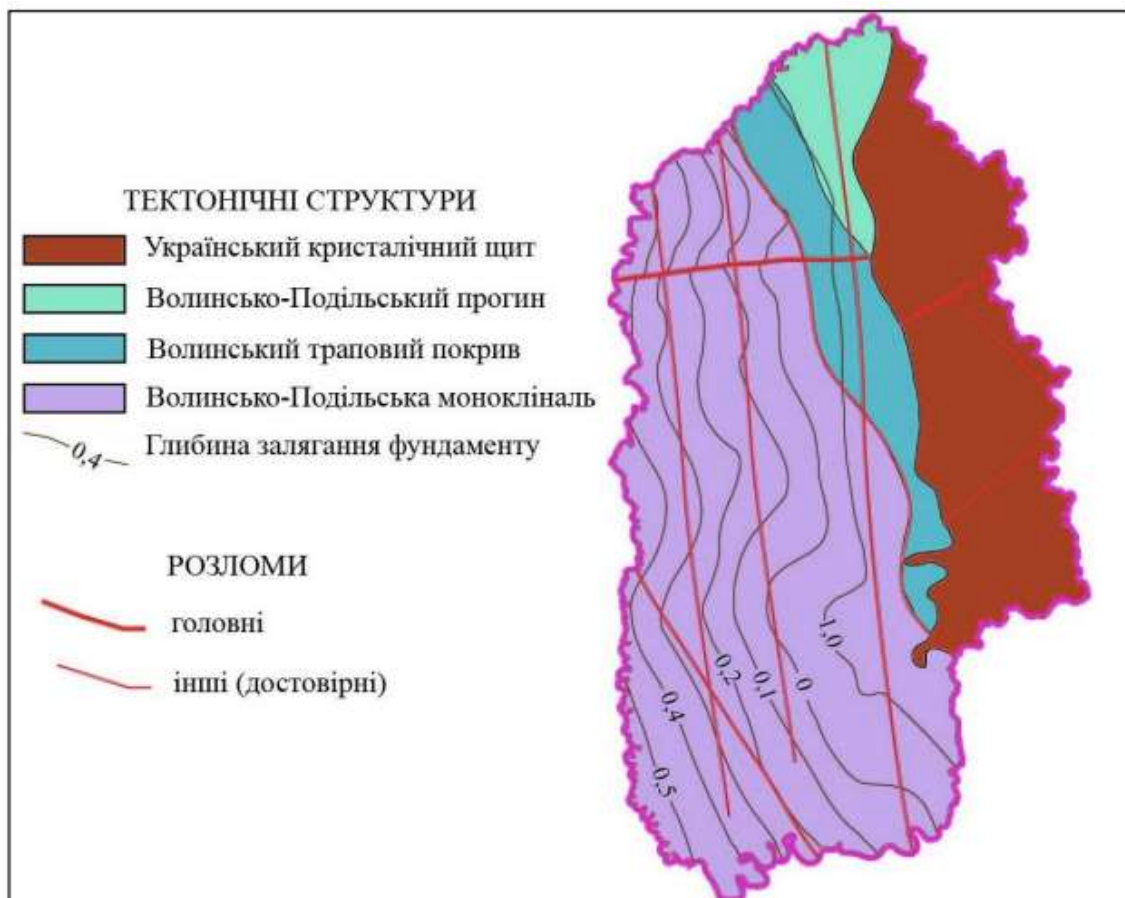 ТЕКТОНІЧНІ СТРУКТУРИ
Український кристалічний щит
Волинсько-Подільський прогин
Волинський траповий покрив
Волинсько-Подільська монокліналь
0,4 Глибина залягання фундаменту
РОЗЛОМИ
головні
інші (достовірні)
1,0
0
0,1
0,2
0,4
0,5